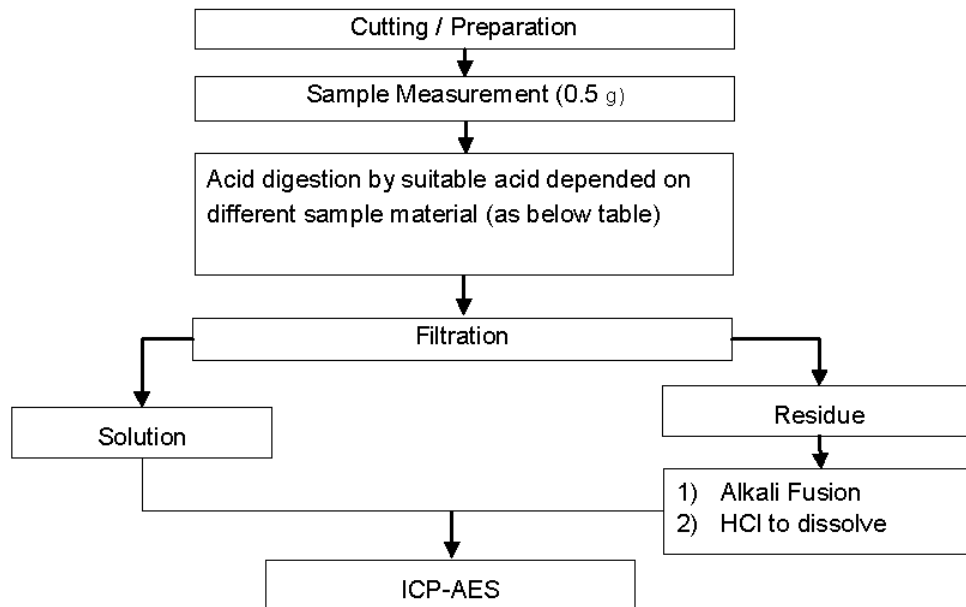 Cutting / Preparation
Sample Measurement (0.5 g)
Acid digestion by suitable acid depended on
different sample material (as below table)
Filtration
Solution
Residue
1) Alkali Fusion
2) HCl to dissolve
ICP-AES